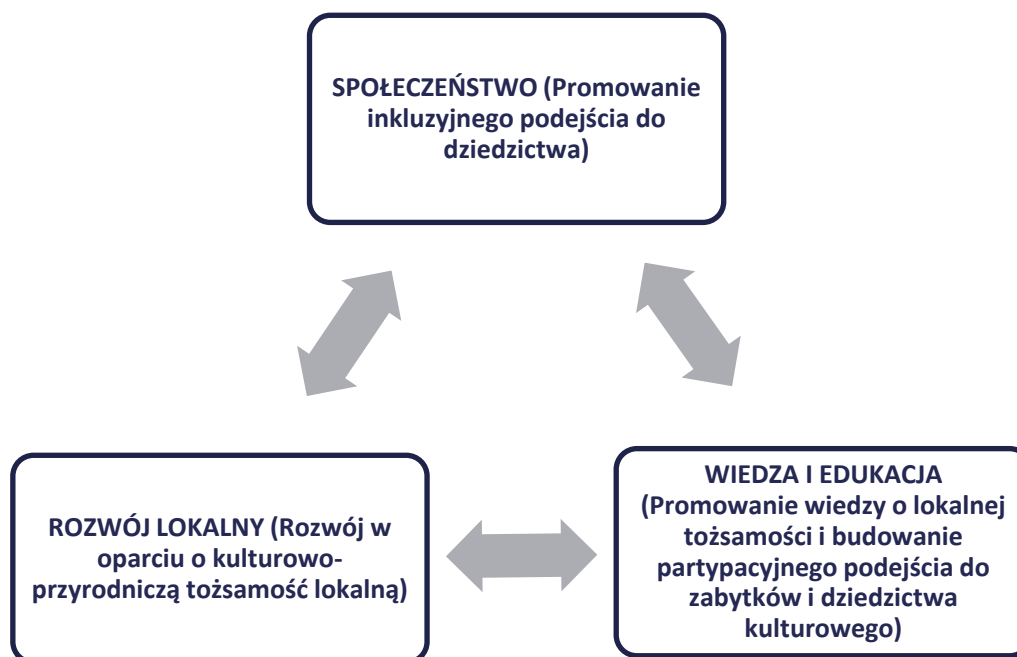 SPOŁECZEŃSTWO (Promowanie
inkluzyjnego podejścia do
dziedzictwa)
ROZWÓJ LOKALNY (Rozwój w
oparciu o kulturowo-
przyrodniczą tożsamość lokalną)
WIEDZA I EDUKACJA
(Promowanie wiedzy o lokalnej
tożsamości i budowanie
partypacyjnego podejścia do
zabytków i dziedzictwa
kulturowego)